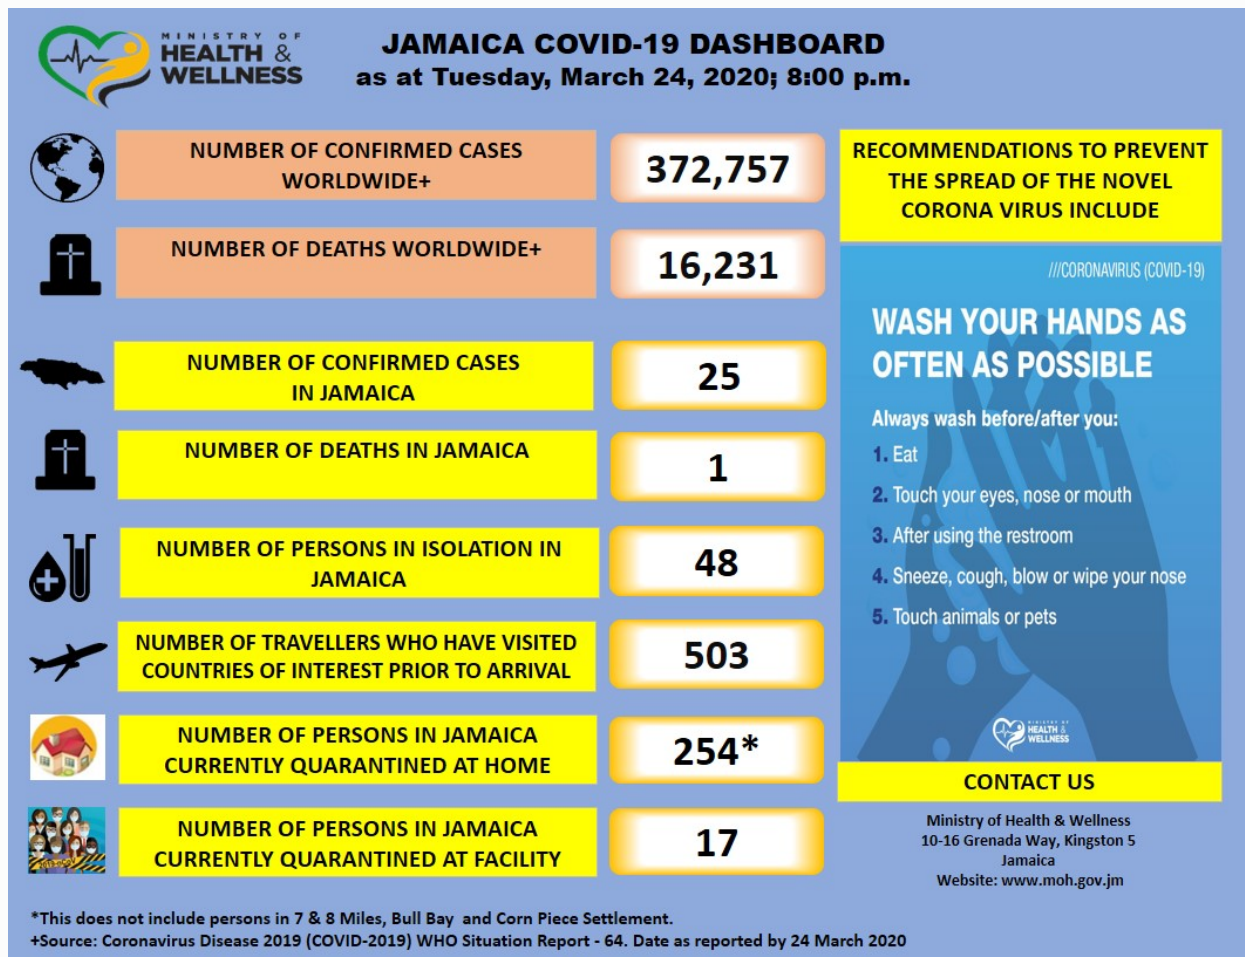 MINISTRY OF
HEALTH &
WELLNESS
JAMAICA COVID-19 DASHBOARD
as at Tuesday, March 24, 2020; 8:00 p.m.
NUMBER OF CONFIRMED CASES
WORLDWIDE+
372,757
NUMBER OF DEATHS WORLDWIDE+
16,231
NUMBER OF CONFIRMED CASES
IN JAMAICA
25
NUMBER OF DEATHS IN JAMAICA
1
NUMBER OF PERSONS IN ISOLATION IN
JAMAICA
48
NUMBER OF TRAVELLERS WHO HAVE VISITED
COUNTRIES OF INTEREST PRIOR TO ARRIVAL
503
NUMBER OF PERSONS IN JAMAICA
CURRENTLY QUARANTINED AT HOME
254*
NUMBER OF PERSONS IN JAMAICA
CURRENTLY QUARANTINED AT FACILITY
17
RECOMMENDATIONS TO PREVENT
THE SPREAD OF THE NOVEL
CORONA VIRUS INCLUDE
///CORONAVIRUS (COVID-19)
WASH YOUR HANDS AS
OFTEN AS POSSIBLE
Always wash before/after you:
1. Eat
2. Touch your eyes, nose or mouth
3. After using the restroom
4. Sneeze, cough, blow or wipe your nose
5. Touch animals or pets
MINISTRY OF
HEALTH &
WELLNESS
CONTACT US
Ministry of Health & Wellness
10-16 Grenada Way, Kingston 5
Jamaica
Website: www.moh.gov.jm
*This does not include persons in 7 & 8 Miles, Bull Bay and Corn Piece Settlement.
+Source: Coronavirus Disease 2019 (COVID-2019) WHO Situation Report - 64. Date as reported by 24 March 2020